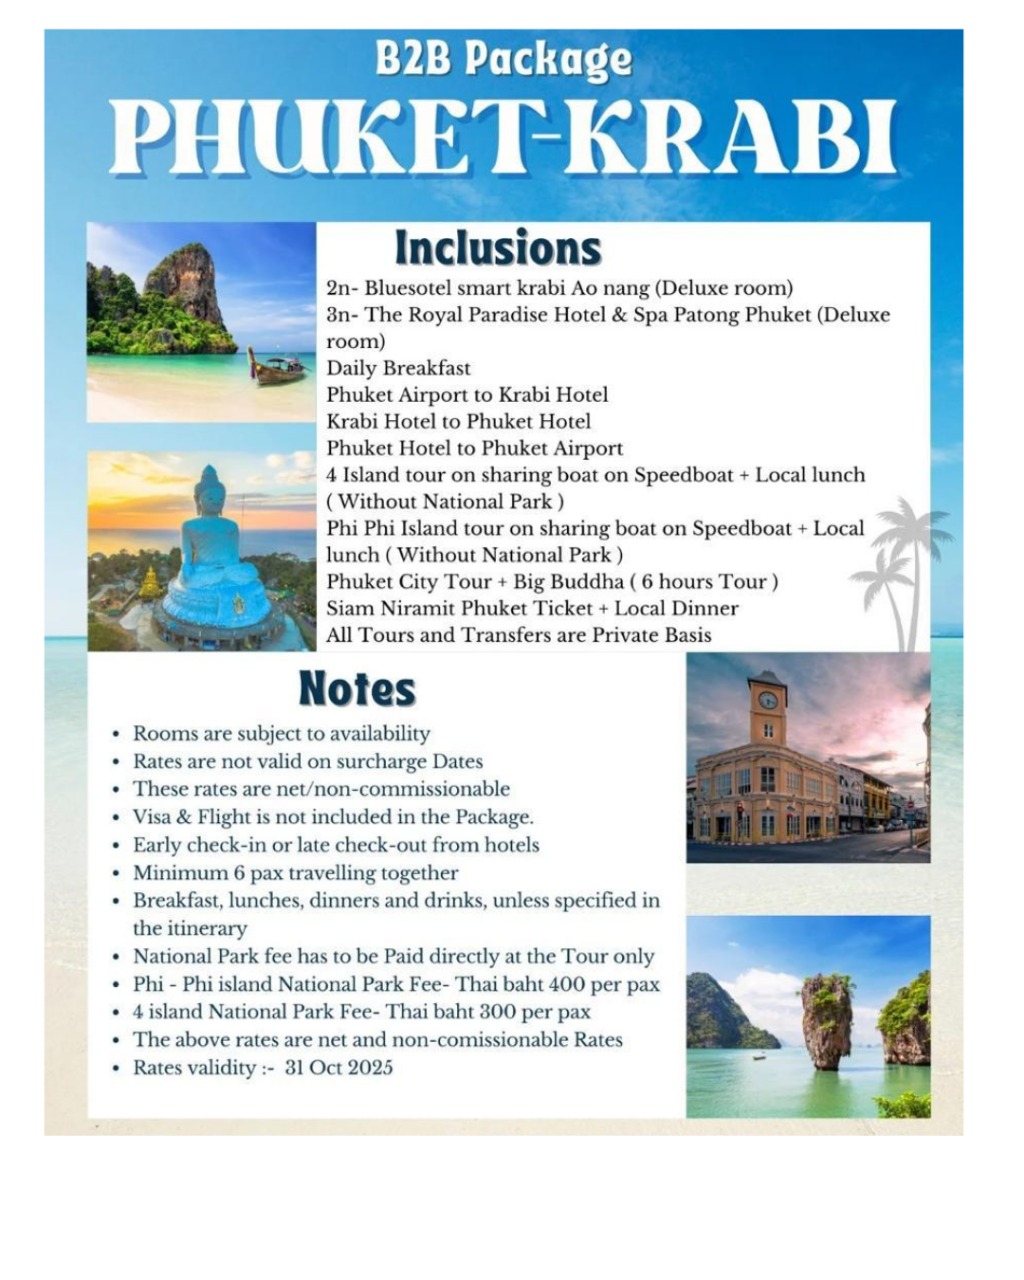 B2B Package
PHUKET-KRABI
Inclusions
2n- Bluesotel smart krabi Ao nang (Deluxe room)
3n- The Royal Paradise Hotel & Spa Patong Phuket (Deluxe
room)
Daily Breakfast
Phuket Airport to Krabi Hotel
Krabi Hotel to Phuket Hotel
Phuket Hotel to Phuket Airport
4 Island tour on sharing boat on Speedboat + Local lunch
( Without National Park )
Phi Phi Island tour on sharing boat on Speedboat + Local
lunch ( Without National Park )
Phuket City Tour + Big Buddha ( 6 hours Tour )
Siam Niramit Phuket Ticket + Local Dinner
All Tours and Transfers are Private Basis
Notes
• Rooms are subject to availability
• Rates are not valid on surcharge Dates
• These rates are net/non-commissionable
• Visa & Flight is not included in the Package.
• Early check-in or late check-out from hotels
• Minimum 6 pax travelling together
• Breakfast, lunches, dinners and drinks, unless specified in
the itinerary
• National Park fee has to be Paid directly at the Tour only
• Phi - Phi island National Park Fee- Thai baht 400 per pax
• 4 island National Park Fee- Thai baht 300 per pax
• The above rates are net and non-comissionable Rates
• Rates validity :-  31 Oct 2025